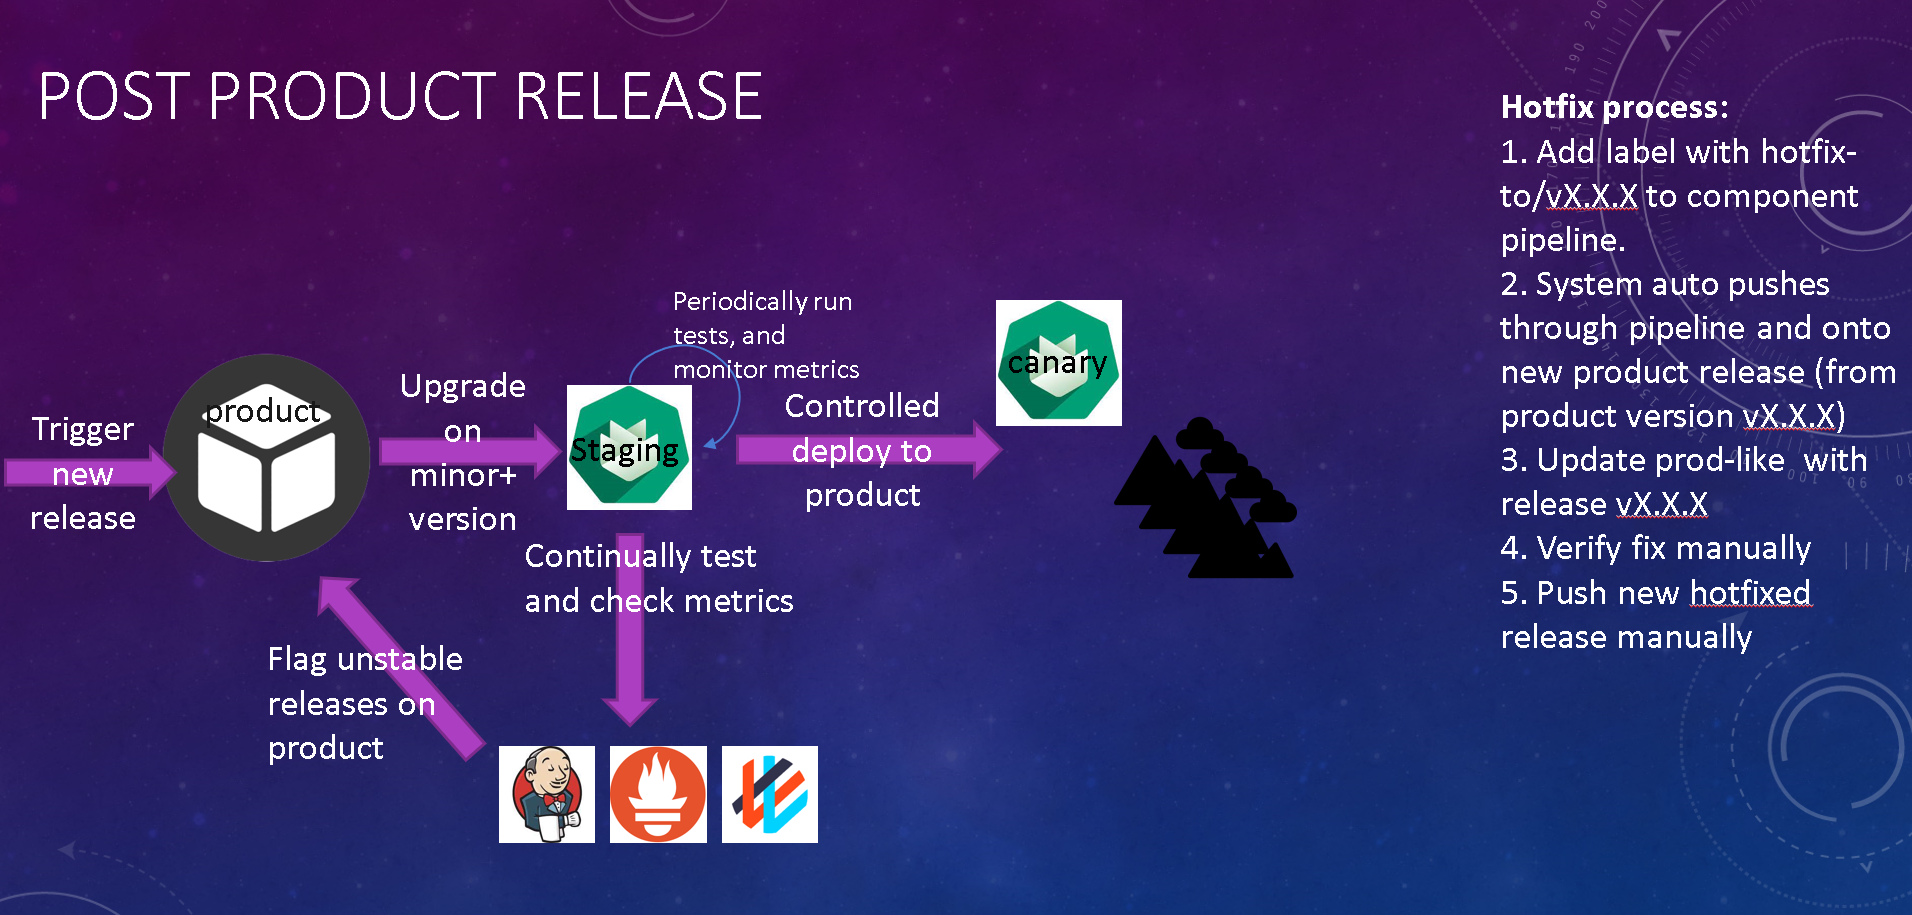 POST PRODUCT RELEASE
Trigger
new
release
product
Upgrade
on
minor+
version
Periodically run
tests, and
monitor metrics
Staging
Controlled
deploy to
product
canary
Continually test
and check metrics
Flag unstable
releases on
product
Hotfix process:
1. Add label with hotfix-
to/vX.X.X to component
pipeline.
2. System auto pushes
through pipeline and onto
new product release (from
product version vX.X.X)
3. Update prod-like  with
release vX.X.X
4. Verify fix manually
5. Push new hotfixed
release manually